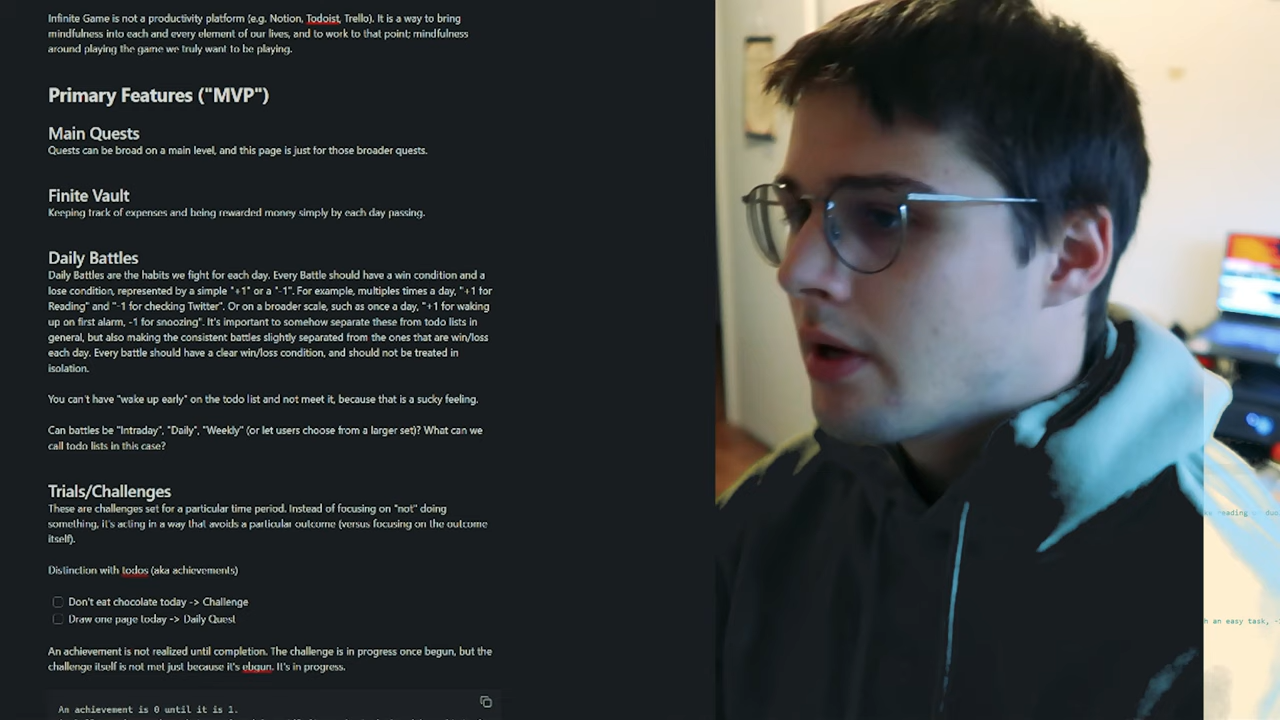 Infinite Game is not a productivity platform (e.g. Notion, Todoist, Trello). It is a way to bring
mindfulness into each and every element of our lives, and to work to that point; mindfulness
around playing the game we truly want to be playing.
Primary Features ("MVP")
Main Quests
Quests can be broad on a main level, and this page is just for those broader quests.
Finite Vault
Keeping track of expenses and being rewarded money simply by each day passing.
Daily Battles
Daily Battles are the habits we fight for each day. Every Battle should have a win condition and a
lose condition, represented by a simple "+1" or a "-1". For example, multiples times a day, "+1 for
Reading" and "-1 for checking Twitter". Or on a broader scale, such as once a day, "+1 for waking
up on first alarm, -1 for snoozing". It's important to somehow separate these from todo lists in
general, but also making the consistent battles slightly separated from the ones that are win/loss
each day. Every battle should have a clear win/loss condition, and should not be treated in
isolation.
You can't have "wake up early" on the todo list and not meet it, because that is a sucky feeling.
Can battles be "Intraday", "Daily", "Weekly" (or let users choose from a larger set)? What can we
call todo lists in this case?
Trials/Challenges
These are challenges set for a particular time period. Instead of focusing on "not" doing
something, it's acting in a way that avoids a particular outcome (versus focusing on the outcome
itself).
Distinction with todos (aka achievements)
Don't eat chocolate today -> Challenge
Draw one page today -> Daily Quest
An achievement is not realized until completion. The challenge is in progress once begun, but the
challenge itself is not met just because it's ebgun. It's in progress.
An achievement is 0 until it is 1.
reading
h an easy task, -